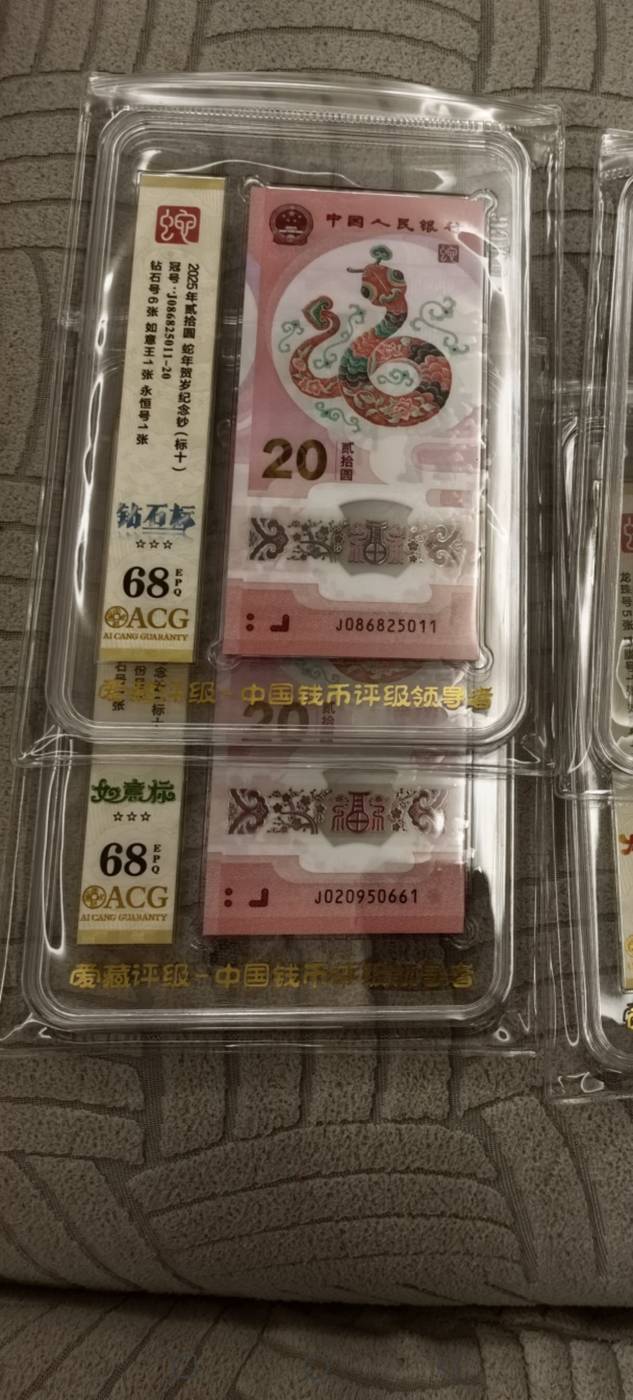 2025年贰拾圆 蛇年贺岁纪念钞(标十)
冠号:J086825011-20
钻石号6张 如意王1张 永恒号1张
钻石标
☆☆☆
68 EPQ
ACG
AI CANG GUARANTY
中国人民银行
蛇
20 贰拾圆
J086825011
爱藏评级-中国钱币评级领导者
20
如意标
☆☆☆
68 EPQ
ACG
AI CANG GUARANTY
J020950661
爱藏评级-中国钱币评级领导者